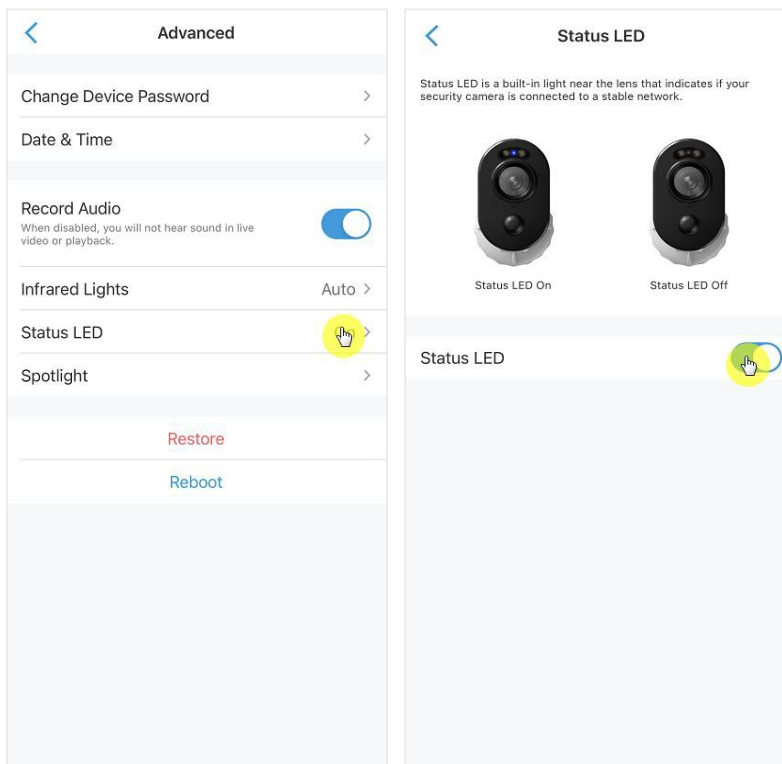 Advanced
Change Device Password
Date & Time
Record Audio
When disabled, you will not hear sound in live
video or playback.
Infrared Lights
Auto
Status LED
Spotlight
Restore
Reboot
Status LED
Status LED is a built-in light near the lens that indicates if your
security camera is connected to a stable network.
Status LED On
Status LED Off
Status LED